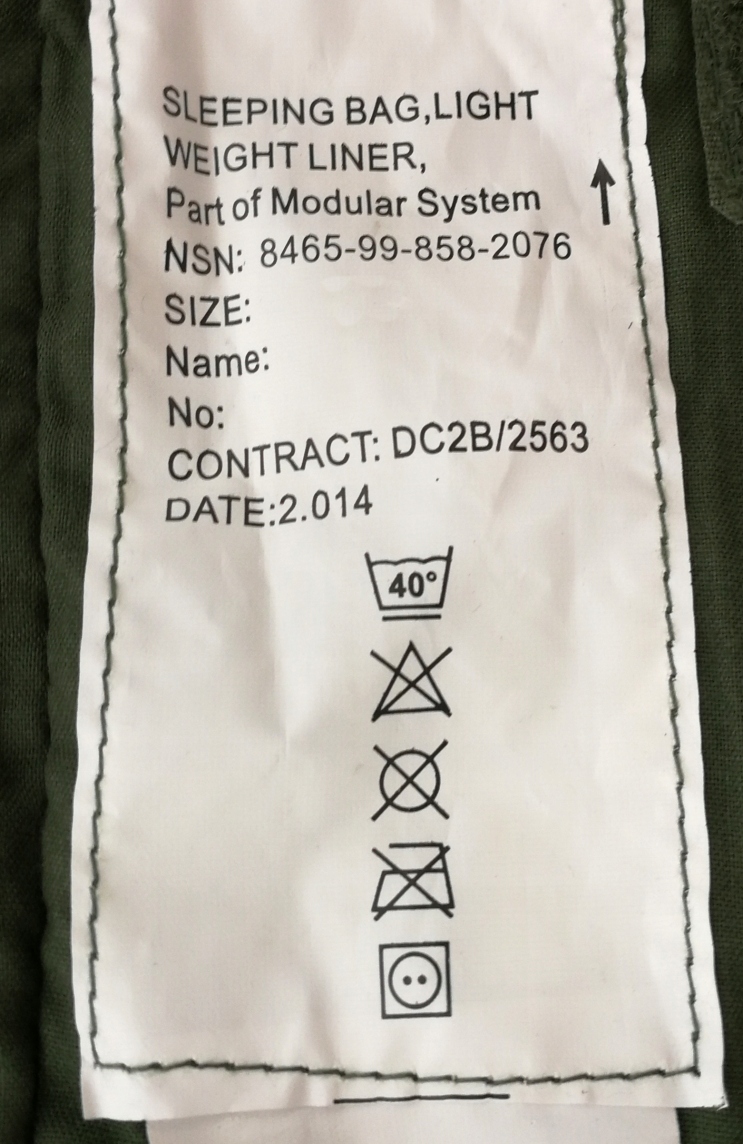 SLEEPING BAG,LIGHT
WEIGHT LINER,
Part of Modular System
NSN: 8465-99-858-2076
SIZE:
Name:
No:
CONTRACT: DC2B/2563
DATE:2.014
40°